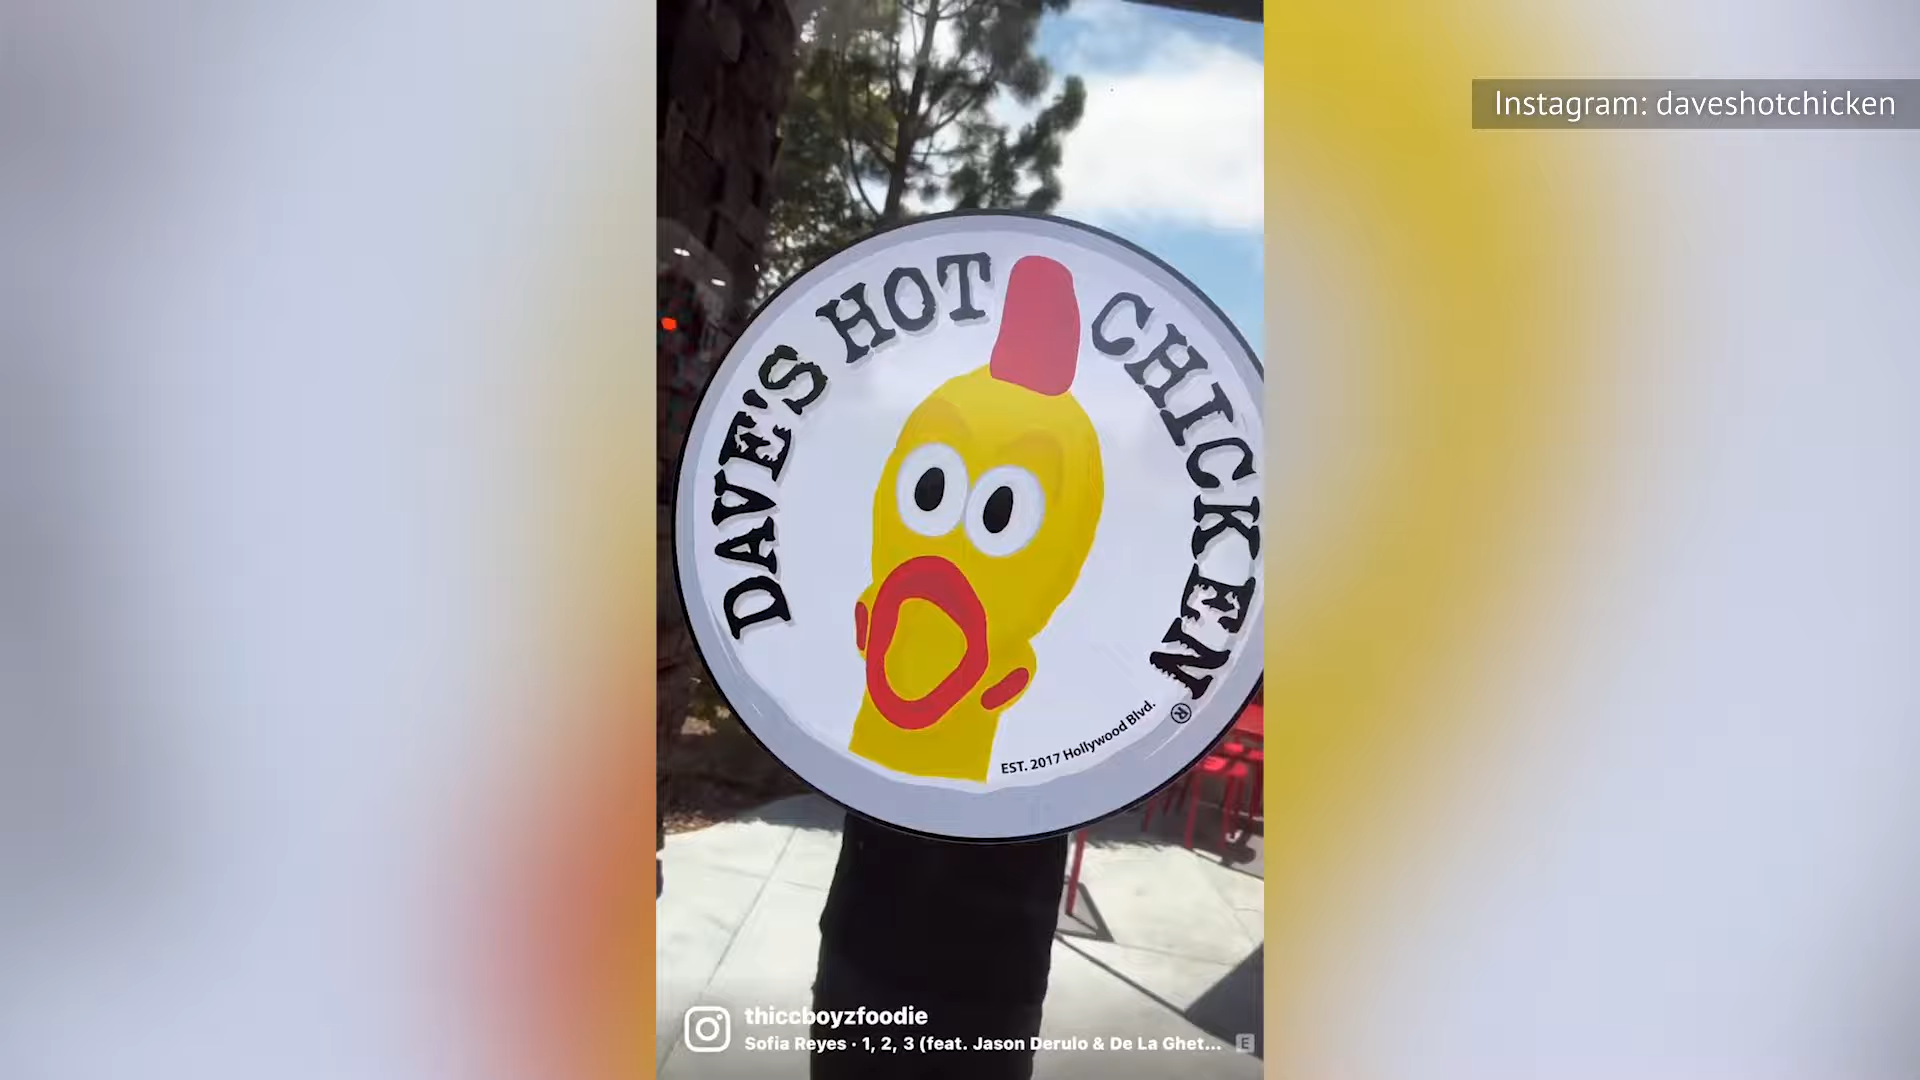 Instagram: daveshotchicken
DAVE'S HOT CHICKEN
®
EST. 2017 Hollywood Blvd.
thiccboyzfoodie
Sofia Reyes · 1, 2, 3 (feat. Jason Derulo & De La Ghet...
E